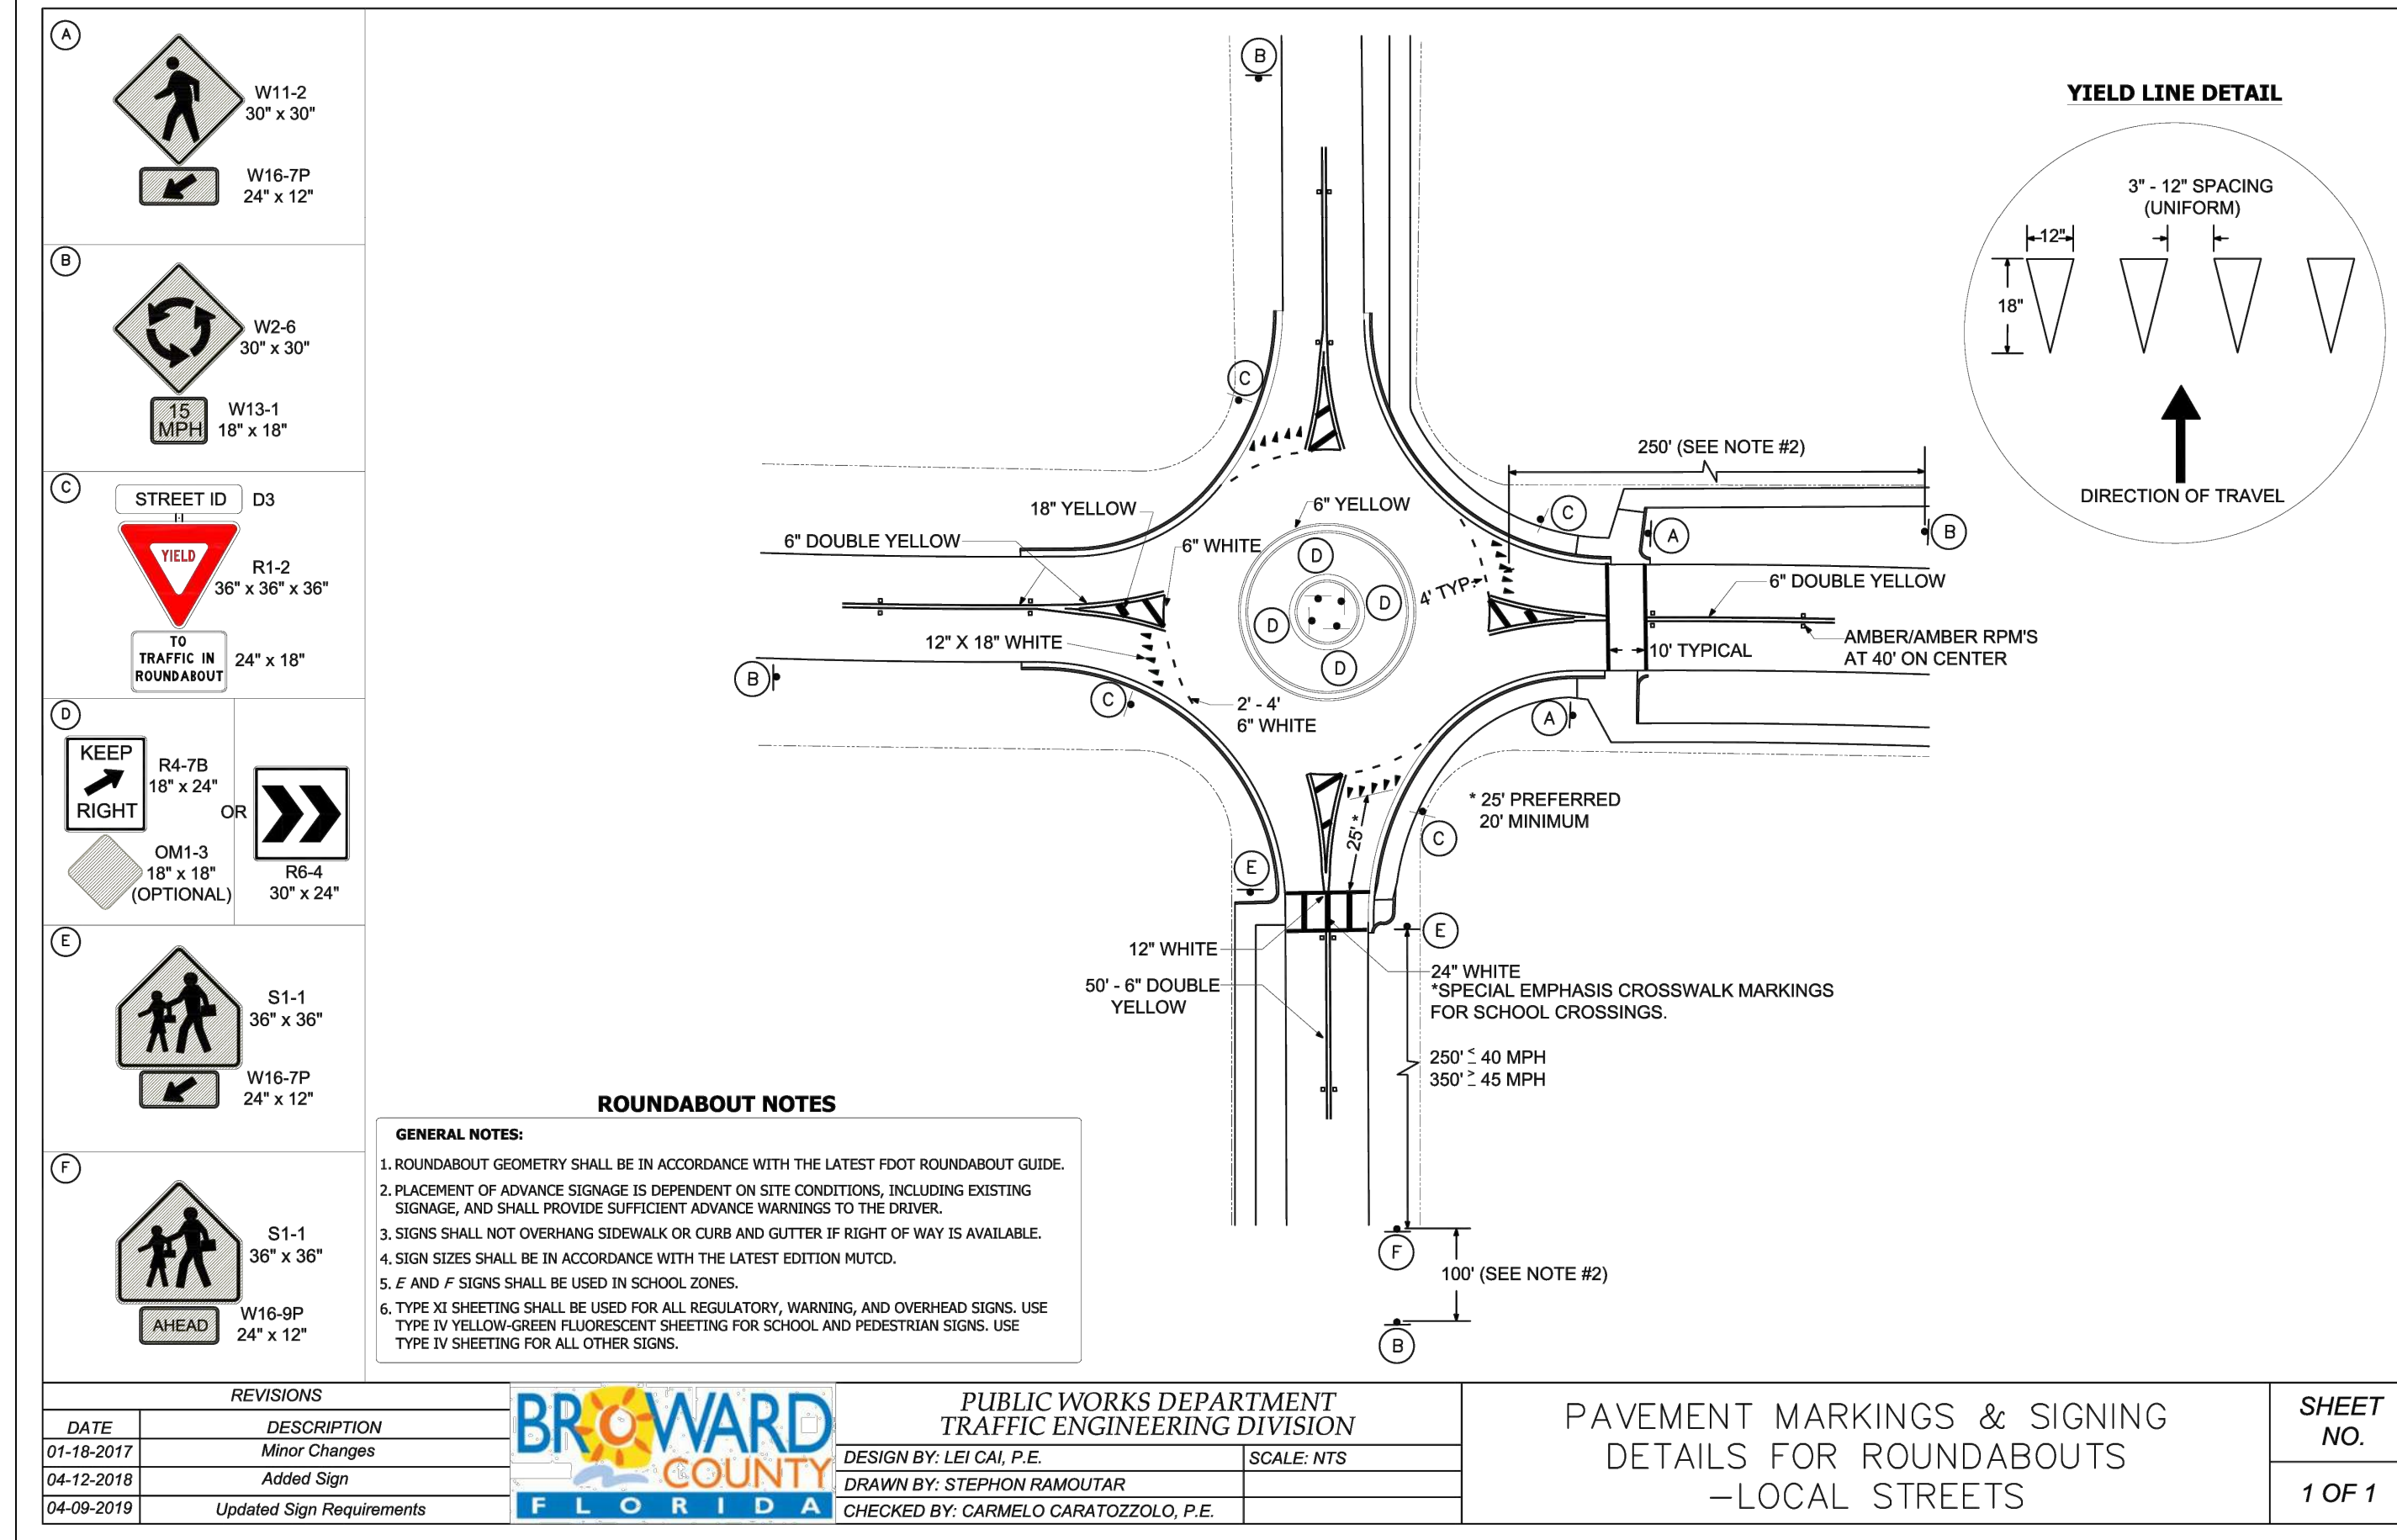 A
W11-2
30" x 30"
W16-7P
24" x 12"
B
W2-6
30" x 30"
15
MPH
W13-1
18" x 18"
C
STREET ID
D3
YIELD
R1-2
36" x 36" x 36"
TO
TRAFFIC IN
ROUNDABOUT
24" x 18"
D
KEEP
RIGHT
R4-7B
18" x 24"
OM1-3
18" x 18"
(OPTIONAL)
OR
R6-4
30" x 24"
E
S1-1
36" x 36"
W16-7P
24" x 12"
F
S1-1
36" x 36"
AHEAD
W16-9P
24" x 12"
B
C
18" YELLOW
6" YELLOW
6" DOUBLE YELLOW
6" WHITE
D
D
D
D
4' TYP.
12" X 18" WHITE
B
C
2' - 4'
6" WHITE
250' (SEE NOTE #2)
C
A
B
6" DOUBLE YELLOW
AMBER/AMBER RPM'S
AT 40' ON CENTER
10' TYPICAL
A
* 25' PREFERRED
20' MINIMUM
25' *
C
E
E
12" WHITE
50' - 6" DOUBLE
YELLOW
24" WHITE
*SPECIAL EMPHASIS CROSSWALK MARKINGS
FOR SCHOOL CROSSINGS.
250' ≤ 40 MPH
350' ≥ 45 MPH
F
100' (SEE NOTE #2)
B
YIELD LINE DETAIL
3" - 12" SPACING
(UNIFORM)
12"
18"
DIRECTION OF TRAVEL
ROUNDABOUT NOTES
GENERAL NOTES:
1. ROUNDABOUT GEOMETRY SHALL BE IN ACCORDANCE WITH THE LATEST FDOT ROUNDABOUT GUIDE.
2. PLACEMENT OF ADVANCE SIGNAGE IS DEPENDENT ON SITE CONDITIONS, INCLUDING EXISTING
SIGNAGE, AND SHALL PROVIDE SUFFICIENT ADVANCE WARNINGS TO THE DRIVER.
3. SIGNS SHALL NOT OVERHANG SIDEWALK OR CURB AND GUTTER IF RIGHT OF WAY IS AVAILABLE.
4. SIGN SIZES SHALL BE IN ACCORDANCE WITH THE LATEST EDITION MUTCD.
5. E AND F SIGNS SHALL BE USED IN SCHOOL ZONES.
6. TYPE XI SHEETING SHALL BE USED FOR ALL REGULATORY, WARNING, AND OVERHEAD SIGNS. USE
TYPE IV YELLOW-GREEN FLUORESCENT SHEETING FOR SCHOOL AND PEDESTRIAN SIGNS. USE
TYPE IV SHEETING FOR ALL OTHER SIGNS.
REVISIONS
DATE DESCRIPTION
01-18-2017 Minor Changes
04-12-2018 Added Sign
04-09-2019 Updated Sign Requirements
BROWARD
COUNTY
FLORIDA
PUBLIC WORKS DEPARTMENT
TRAFFIC ENGINEERING DIVISION
DESIGN BY: LEI CAI, P.E. SCALE: NTS
DRAWN BY: STEPHON RAMOUTAR
CHECKED BY: CARMELO CARATOZZOLO, P.E.
PAVEMENT MARKINGS & SIGNING
DETAILS FOR ROUNDABOUTS
—LOCAL STREETS
SHEET
NO.
1 OF 1